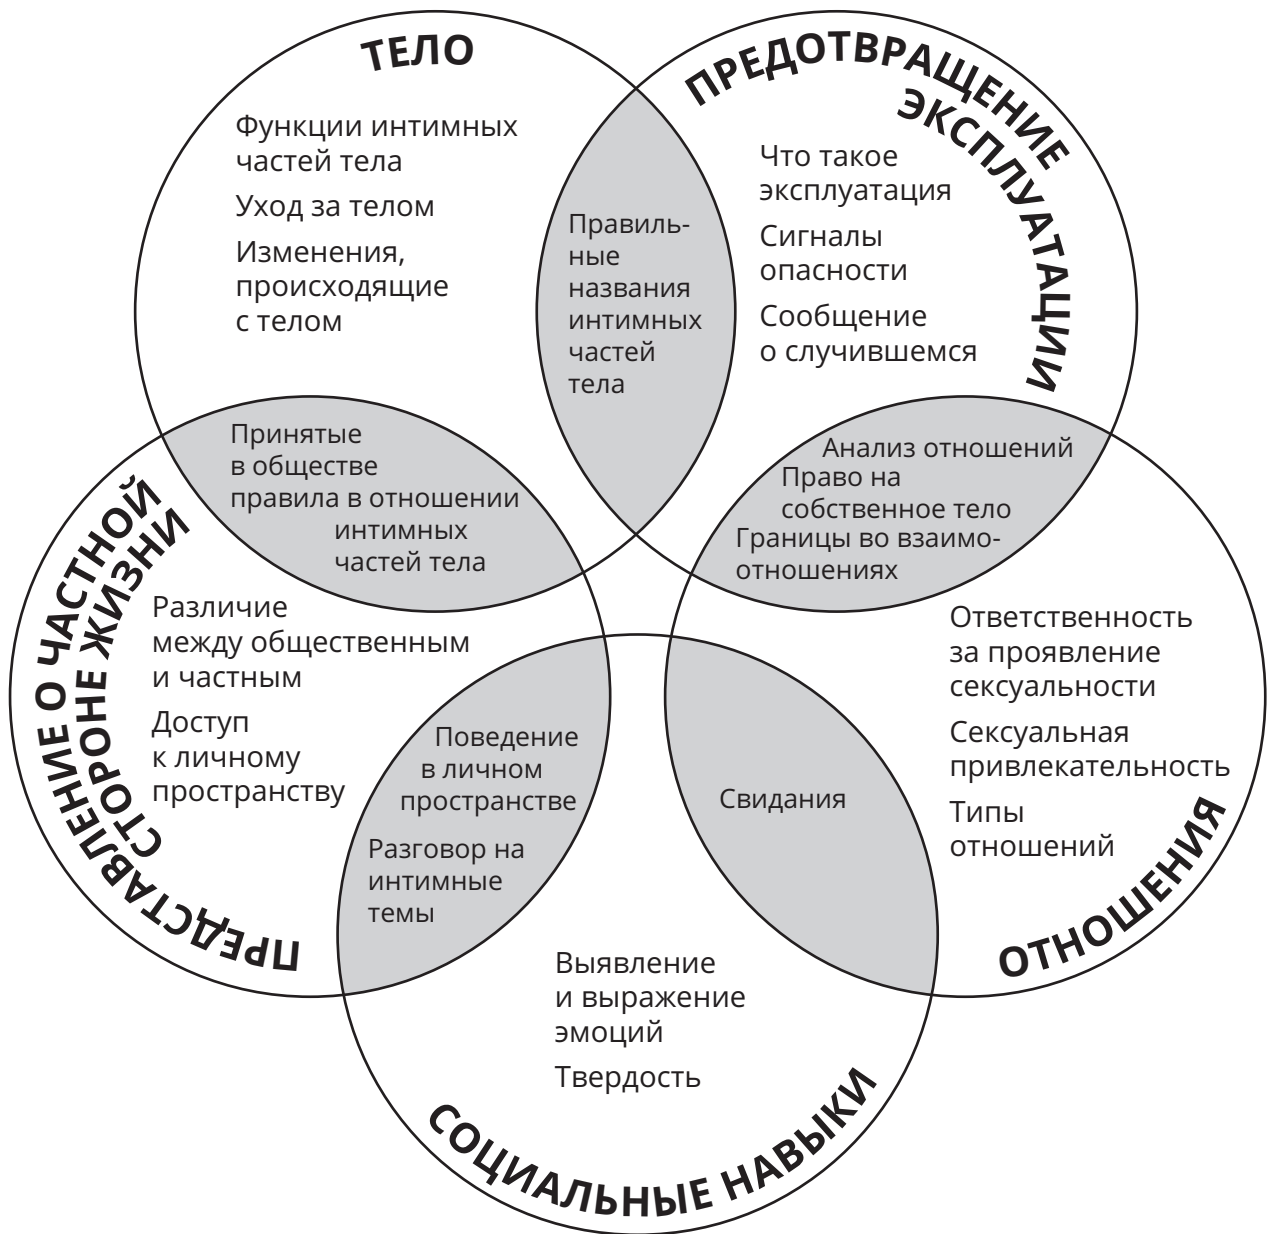 ТЕЛО
Функции интимных
частей тела
Уход за телом
Изменения,
происходящие
с телом
ПРЕДОТВРАЩЕНИЕ
ЭКСПЛУАТАЦИИ
Что такое
эксплуатация
Сигналы
опасности
Сообщение
о случившемся
Правиль-
ные
названия
интимных
частей
тела
Принятые
в обществе
правила в отношении
интимных
частей тела
Анализ отношений
Право на
собственное тело
Границы во взаимо-
отношениях
ПРЕДСТАВЛЕНИЕ О ЧАСТНОЙ
СТОРОНЕ ЖИЗНИ
Различие
между общественным
и частным
Доступ
к личному
пространству
Поведение
в личном
пространстве
Разговор на
интимные
темы
Свидания
Ответственность
за проявление
сексуальности
Сексуальная
привлекательность
Типы
отношений
ОТНОШЕНИЯ
Выявление
и выражение
эмоций
Твердость
СОЦИАЛЬНЫЕ НАВЫКИ